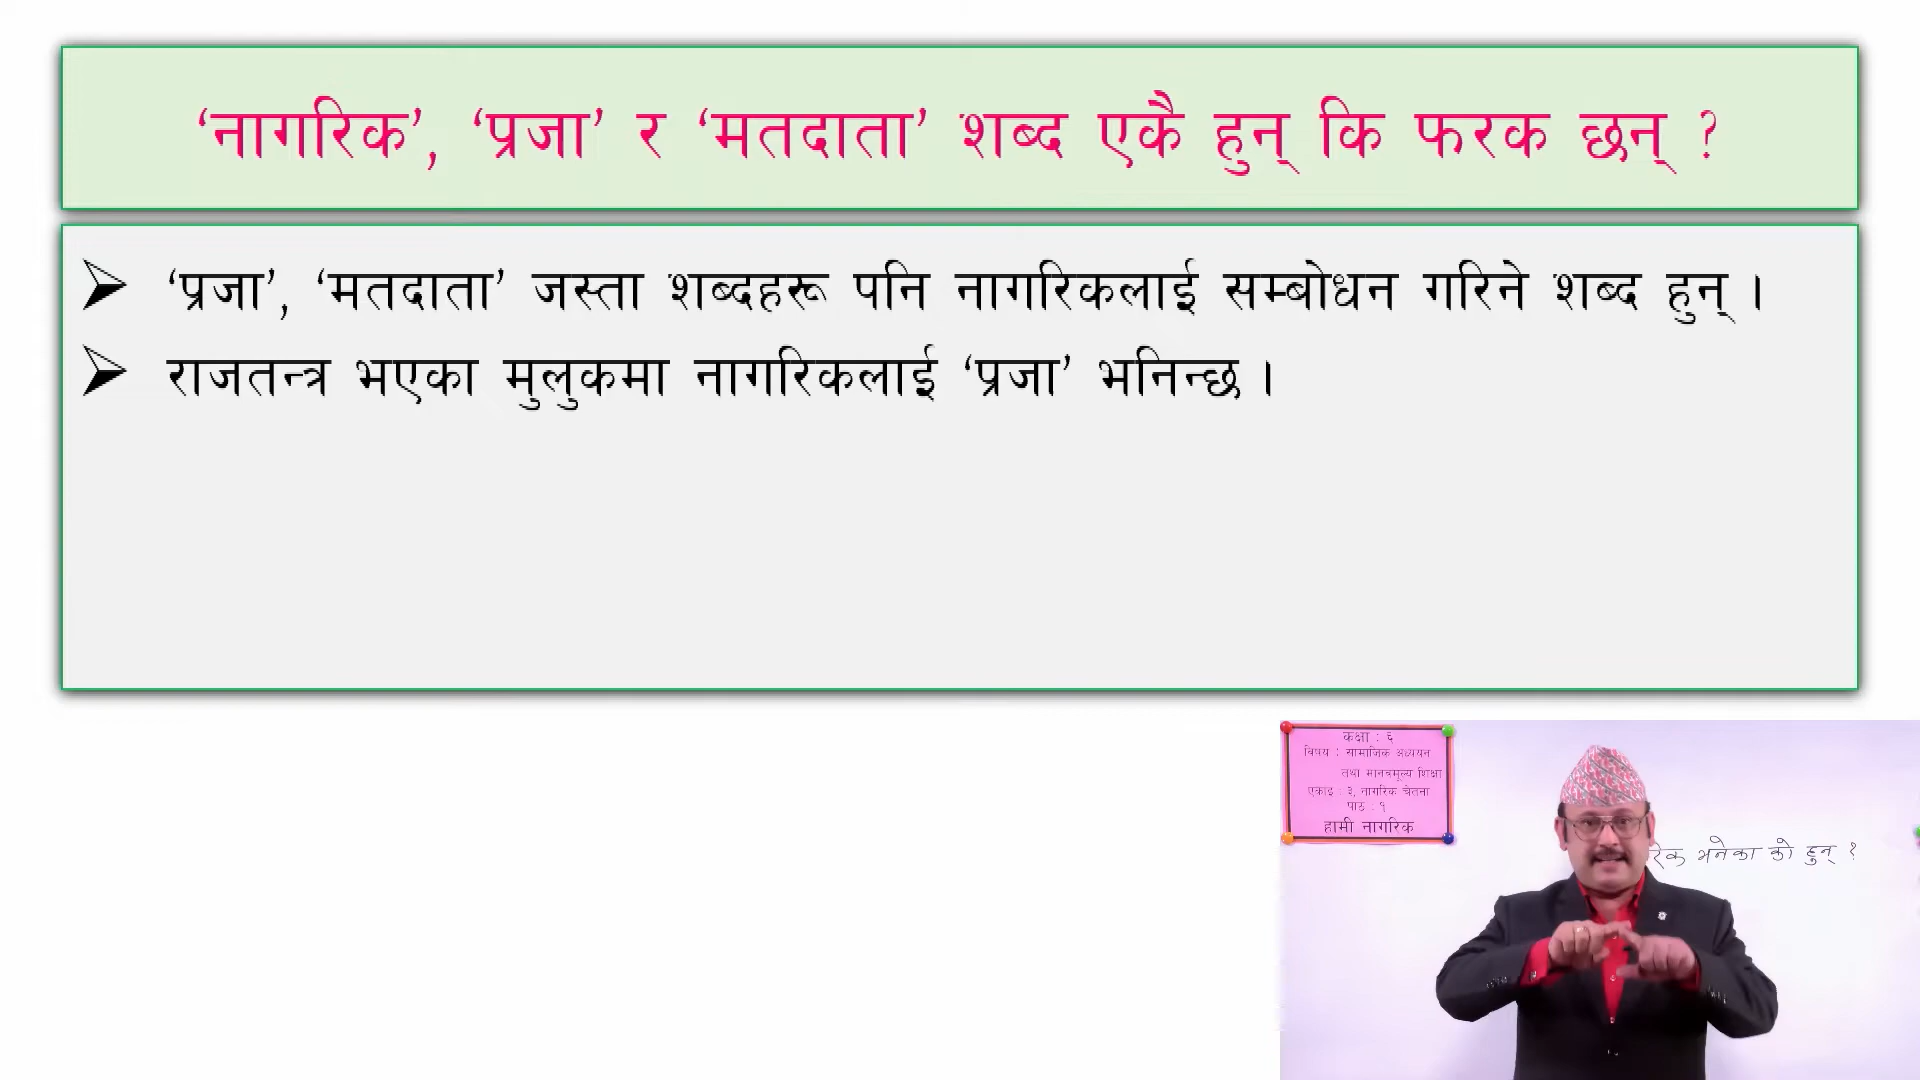 ‘नागरिक’, ‘प्रजा’ र ‘मतदाता’ शब्द एकै हुन् कि फरक छन् ?
‘प्रजा’, ‘मतदाता’ जस्ता शब्दहरू पनि नागरिकलाई सम्बोधन गरिने शब्द हुन् ।
राजतन्त्र भएका मुलुकमा नागरिकलाई ‘प्रजा’ भनिन्छ ।
कक्षा : ६
विषय : सामाजिक अध्ययन
तथा मानवमूल्य शिक्षा
एकाइ : ३, नागरिक चेतना
पाठ : १
हामी नागरिक
भनेका को हुन् ?